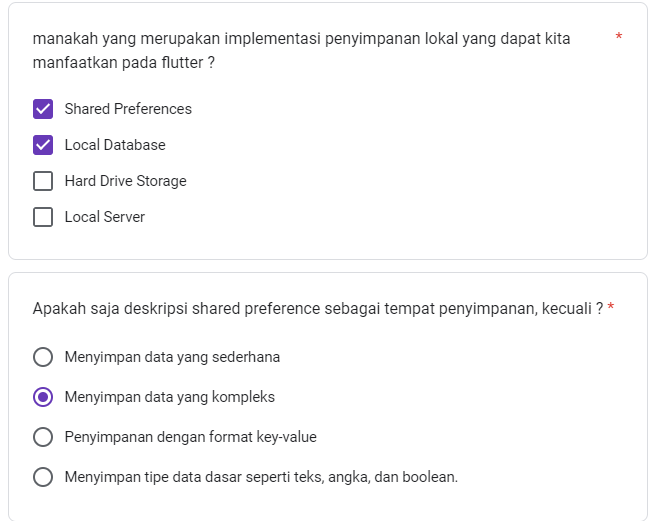 manakah yang merupakan implementasi penyimpanan lokal yang dapat kita *
manfaatkan pada flutter ?
Shared Preferences
Local Database
Hard Drive Storage
Local Server
Apakah saja deskripsi shared preference sebagai tempat penyimpanan, kecuali ? *
Menyimpan data yang sederhana
Menyimpan data yang kompleks
Penyimpanan dengan format key-value
Menyimpan tipe data dasar seperti teks, angka, dan boolean.